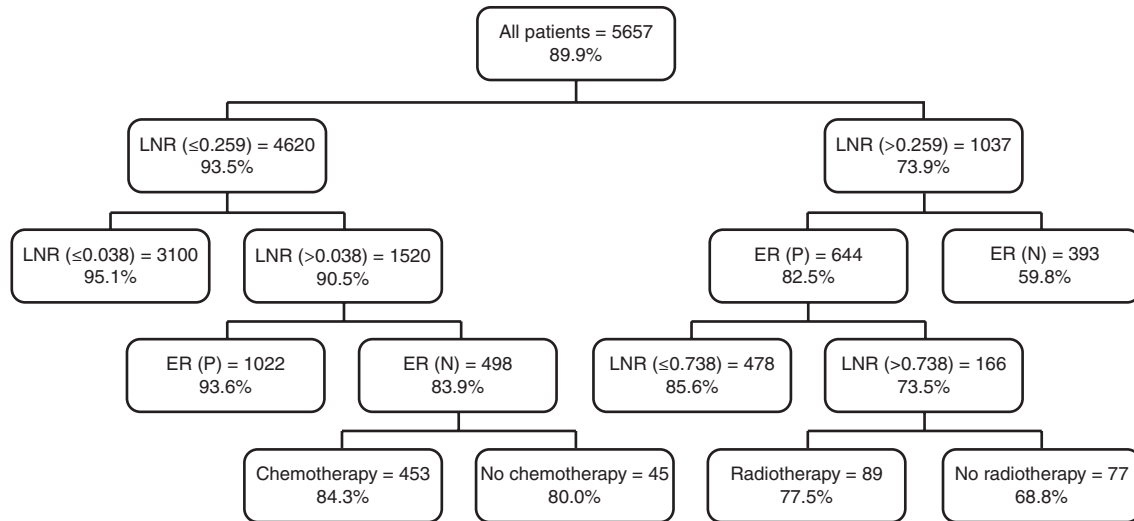 All patients = 5657
89.9%
LNR (≤0.259) = 4620
93.5%
LNR (>0.259) = 1037
73.9%
LNR (≤0.038) = 3100
95.1%
LNR (>0.038) = 1520
90.5%
ER (P) = 644
82.5%
ER (N) = 393
59.8%
ER (P) = 1022
93.6%
ER (N) = 498
83.9%
LNR (≤0.738) = 478
85.6%
LNR (>0.738) = 166
73.5%
Chemotherapy = 453
84.3%
No chemotherapy = 45
80.0%
Radiotherapy = 89
77.5%
No radiotherapy = 77
68.8%